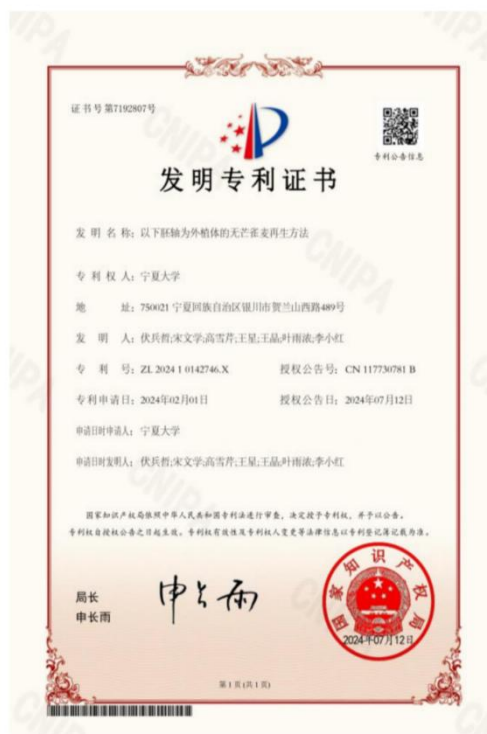 证书号第7192807号
专利公告信息
发明专利证书
发明名称：以下胚轴为外植体的无芒雀麦再生方法
专利权人：宁夏大学
地址：750021 宁夏回族自治区银川市贺兰山西路489号
发明人：伏兵哲;宋文学;高雪芹;王星;王晶;叶雨浓;李小红
专利号：ZL 2024 1 0142746.X
授权公告号：CN 117730781 B
专利申请日：2024年02月01日
授权公告日：2024年07月12日
申请日时申请人：宁夏大学
申请日时发明人：伏兵哲;宋文学;高雪芹;王星;王晶;叶雨浓;李小红
国家知识产权局依照中华人民共和国专利法进行审查，决定授予专利权，并予以公告。
专利权自授权公告之日起生效。专利权有效性及专利权人变更等法律信息以专利登记簿记载为准。
局长
申长雨
申长雨
国家知识产权局
2024年07月12日
第1页(共1页)
CNIPA